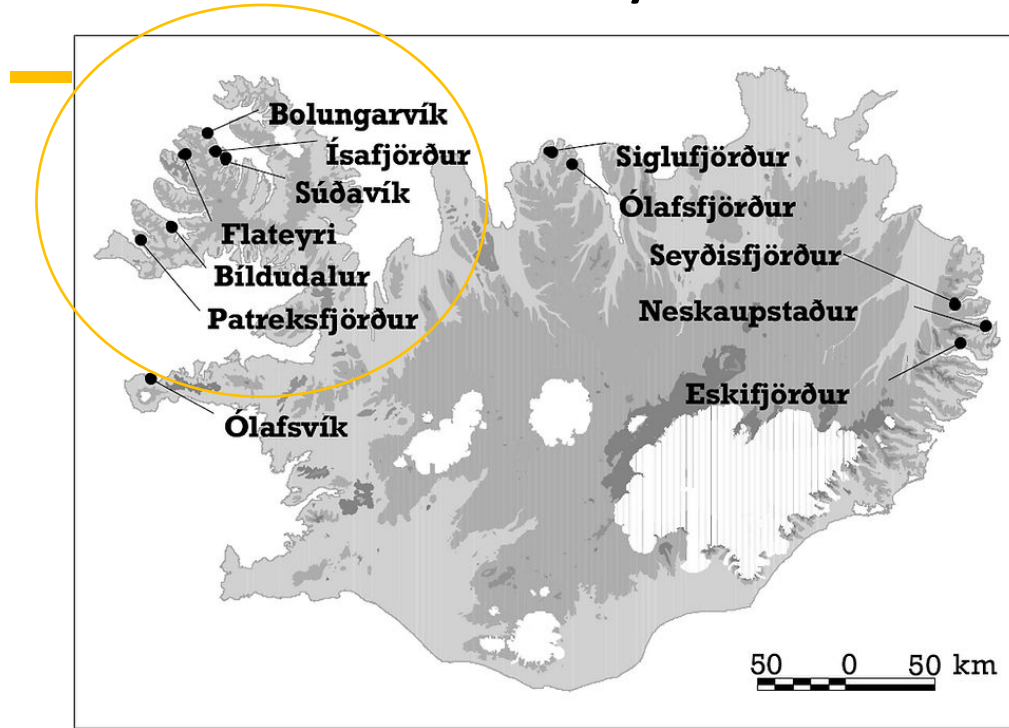 Bolungarvík
Ísafjörður
Súðavík
Flateyri
Bíldudalur
Patreksfjörður
Ólafsvík
Siglufjörður
Ólafsfjörður
Seyðisfjörður
Neskaupstaður
Eskifjörður
50 0 50 km